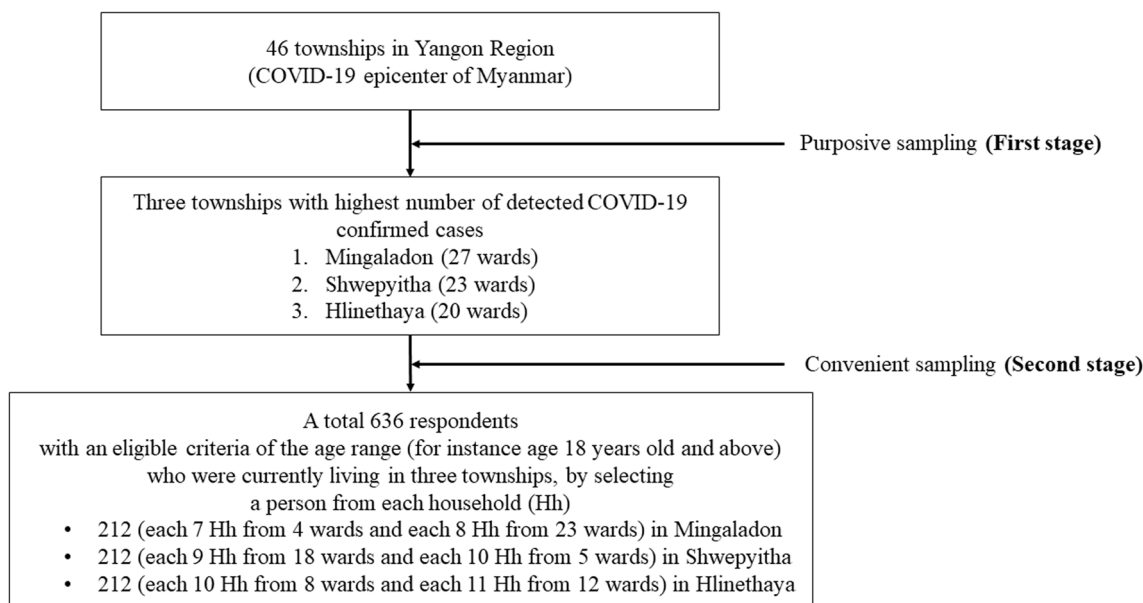 46 townships in Yangon Region
(COVID-19 epicenter of Myanmar)
Purposive sampling (First stage)
Three townships with highest number of detected COVID-19
confirmed cases
1. Mingaladon (27 wards)
2. Shwepyitha (23 wards)
3. Hlinethaya (20 wards)
Convenient sampling (Second stage)
A total 636 respondents
with an eligible criteria of the age range (for instance age 18 years old and above)
who were currently living in three townships, by selecting
a person from each household (Hh)
• 212 (each 7 Hh from 4 wards and each 8 Hh from 23 wards) in Mingaladon
• 212 (each 9 Hh from 18 wards and each 10 Hh from 5 wards) in Shwepyitha
• 212 (each 10 Hh from 8 wards and each 11 Hh from 12 wards) in Hlinethaya